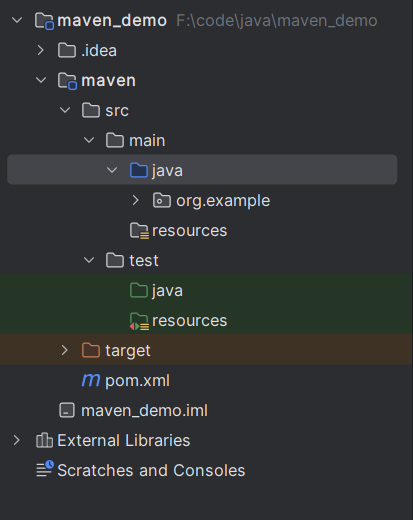 maven_demo F:\code\java\maven_demo
.idea
maven
src
main
java
org.example
resources
test
java
resources
target
m pom.xml
maven_demo.iml
External Libraries
Scratches and Consoles